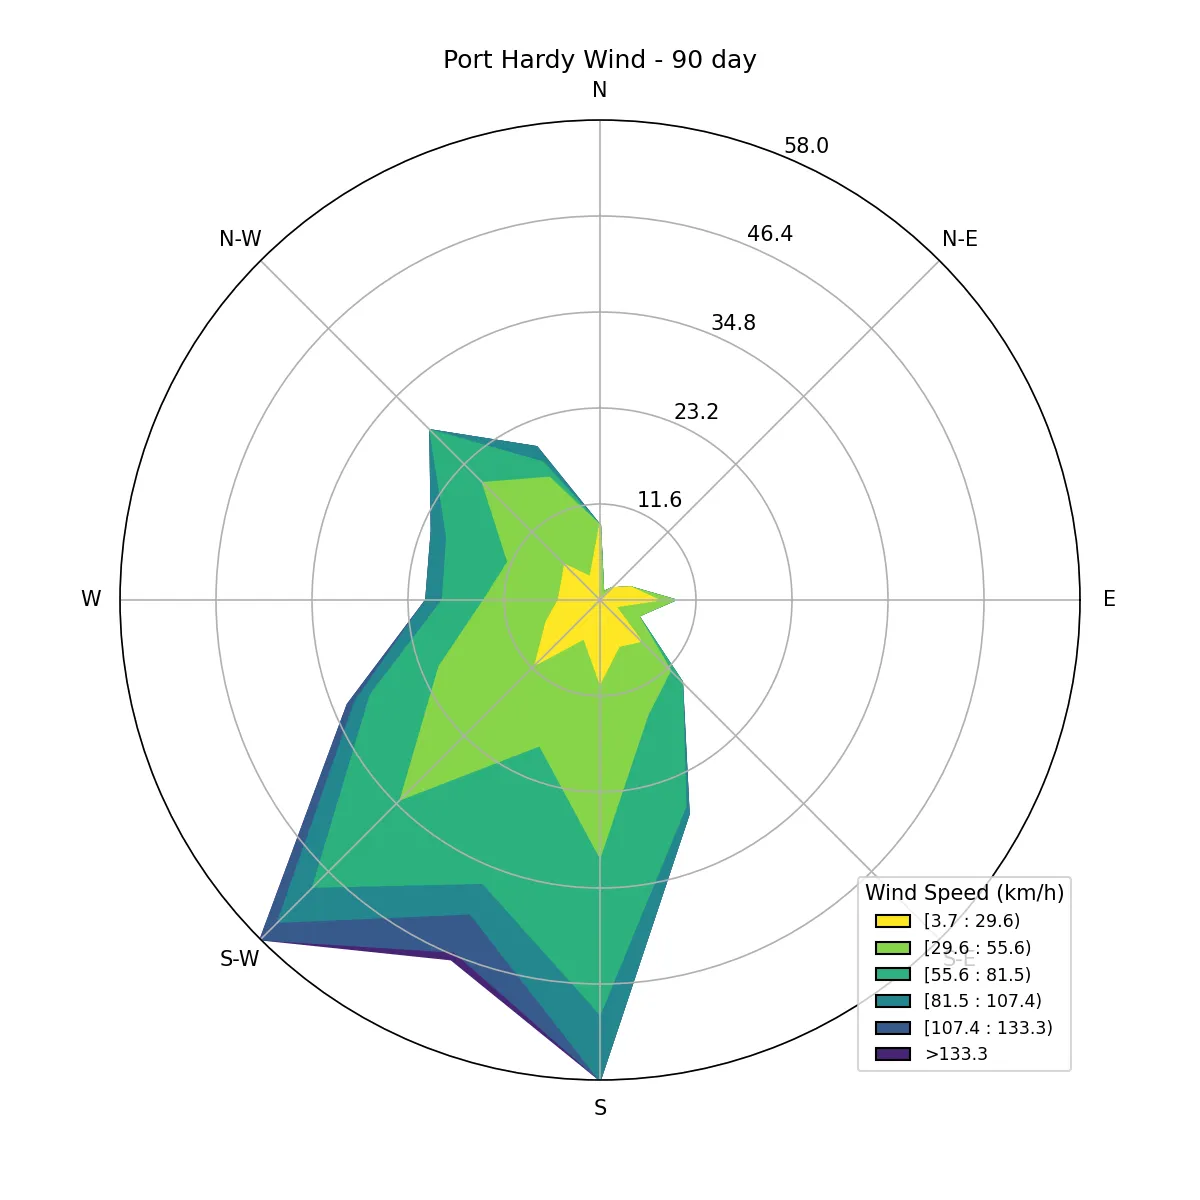 Port Hardy Wind - 90 day
N
58.0
N-W
46.4
N-E
34.8
23.2
11.6
W
E
S-W
S-E
S
Wind Speed (km/h)
[3.7 : 29.6)
[29.6 : 55.6)
[55.6 : 81.5)
[81.5 : 107.4)
[107.4 : 133.3)
>133.3